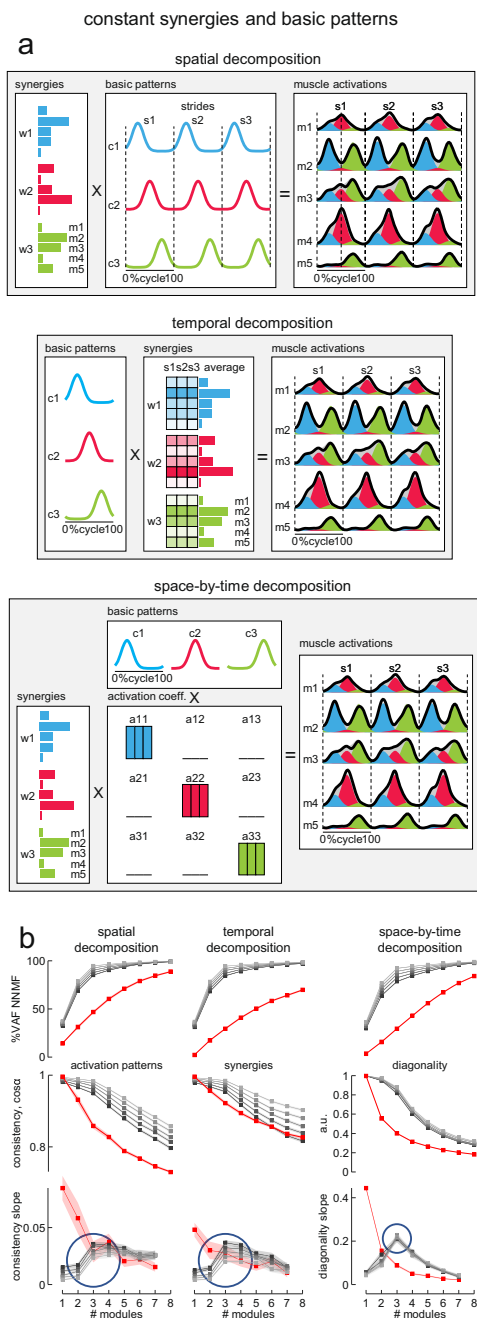 constant synergies and basic patterns
a
spatial decomposition
synergies
basic patterns
muscle activations
strides
s1 s2 s3
s1 s2 s3
w1
w2
w3
m1
m2
m3
m4
m5
X
c1
c2
c3
0%cycle100
=
m1
m2
m3
m4
m5
0%cycle100
temporal decomposition
basic patterns
synergies
muscle activations
c1
c2
c3
0%cycle100
X
s1s2s3 average
w1
w2
w3
m1
m2
m3
m4
m5
=
s1 s2 s3
m1
m2
m3
m4
m5
0%cycle100
space-by-time decomposition
basic patterns
c1 c2 c3
0%cycle100
muscle activations
synergies
activation coeff. X
w1
w2
w3
m1
m2
m3
m4
m5
X
a11 a12 a13
a21 a22 a23
a31 a32 a33
=
s1 s2 s3
m1
m2
m3
m4
m5
0%cycle100
b
spatial decomposition
temporal decomposition
space-by-time decomposition
%VAF NNMF
100
50
0
activation patterns
synergies
diagonality
consistency, cosα
1
0.8
a.u.
1
0.5
0
consistency slope
0.05
0
diagonality slope
0.4
0.2
0
1 2 3 4 5 6 7 8
# modules
1 2 3 4 5 6 7 8
# modules
1 2 3 4 5 6 7 8
# modules